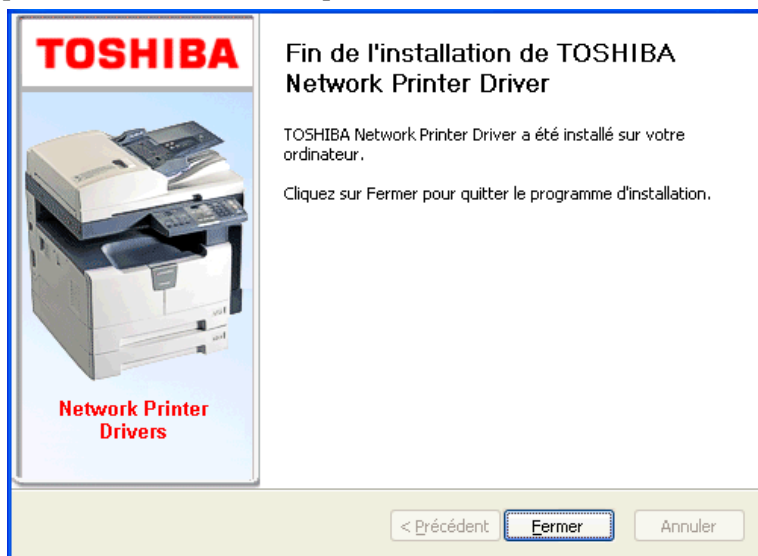 TOSHIBA
Network Printer
Drivers
Fin de l'installation de TOSHIBA
Network Printer Driver
TOSHIBA Network Printer Driver a été installé sur votre
ordinateur.
Cliquez sur Fermer pour quitter le programme d'installation.
< Précédent
Fermer
Annuler